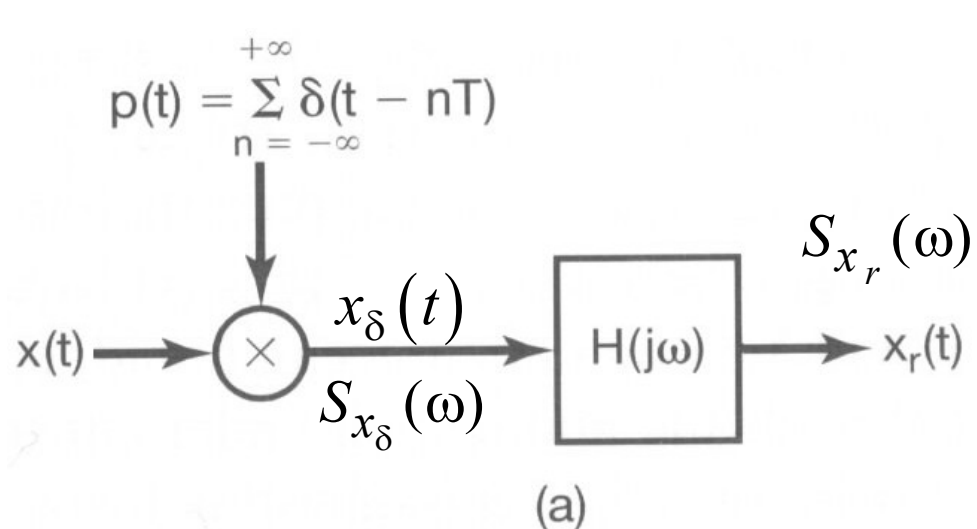 +∞
p(t) = Σ δ(t − nT)
n = −∞
S_{x_r}(ω)
x_δ(t)
x(t)
×
H(jω)
x_r(t)
S_{x_δ}(ω)
(a)